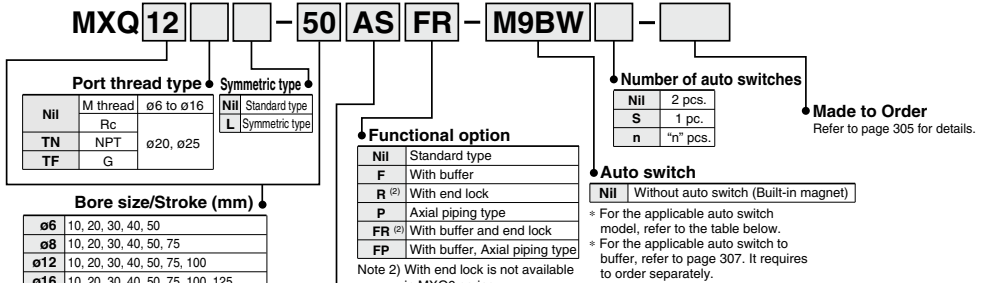 MXQ 12 - 50 AS FR - M9BW -
Port thread type
Nil M thread ø6 to ø16
Rc ø20, ø25
TN NPT
TF G
Symmetric type
Nil Standard type
L Symmetric type
Bore size/Stroke (mm)
ø6 10, 20, 30, 40, 50
ø8 10, 20, 30, 40, 50, 75
ø12 10, 20, 30, 40, 50, 75, 100
ø16 10, 20, 30, 40, 50, 75, 100, 125
Functional option
Nil Standard type
F With buffer
R (2) With end lock
P Axial piping type
FR (2) With buffer and end lock
FP With buffer, Axial piping type
Note 2) With end lock is not available
Number of auto switches
Nil 2 pcs.
S 1 pc.
n “n” pcs.
Auto switch
Nil Without auto switch (Built-in magnet)
* For the applicable auto switch
model, refer to the table below.
* For the applicable auto switch to
buffer, refer to page 307. It requires
to order separately.
Made to Order
Refer to page 305 for details.